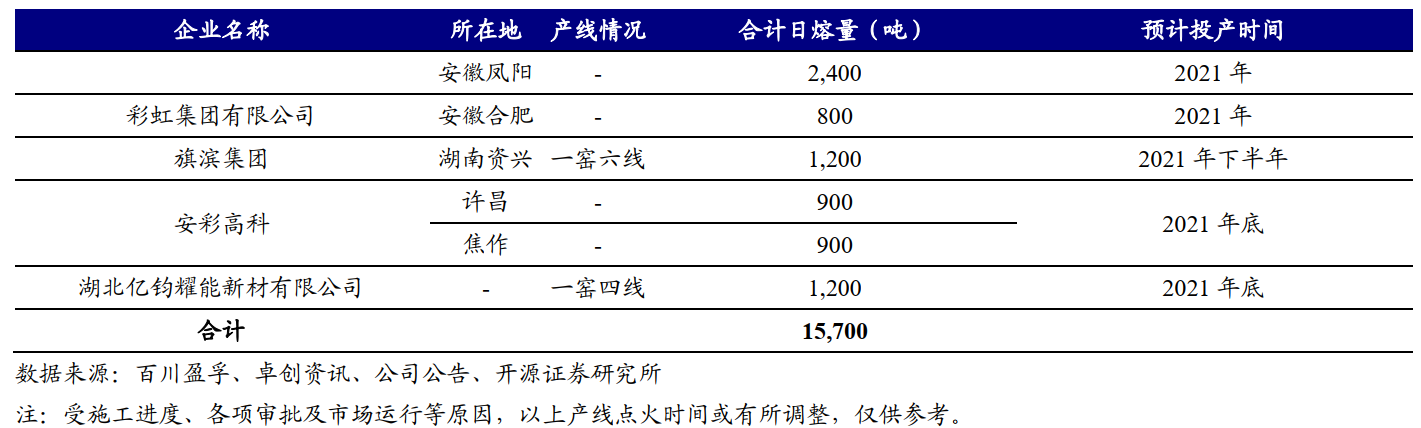 企业名称 所在地 产线情况 合计日熔量（吨） 预计投产时间
安徽凤阳 - 2,400 2021 年
彩虹集团有限公司 安徽合肥 - 800 2021 年
旗滨集团 湖南资兴 一窑六线 1,200 2021 年下半年
安彩高科 许昌 - 900 2021 年底
焦作 - 900
湖北亿钧耀能新材有限公司 - 一窑四线 1,200 2021 年底
合计 15,700
数据来源：百川盈孚、卓创资讯、公司公告、开源证券研究所
注：受施工进度、各项审批及市场运行等原因，以上产线点火时间或有所调整，仅供参考。